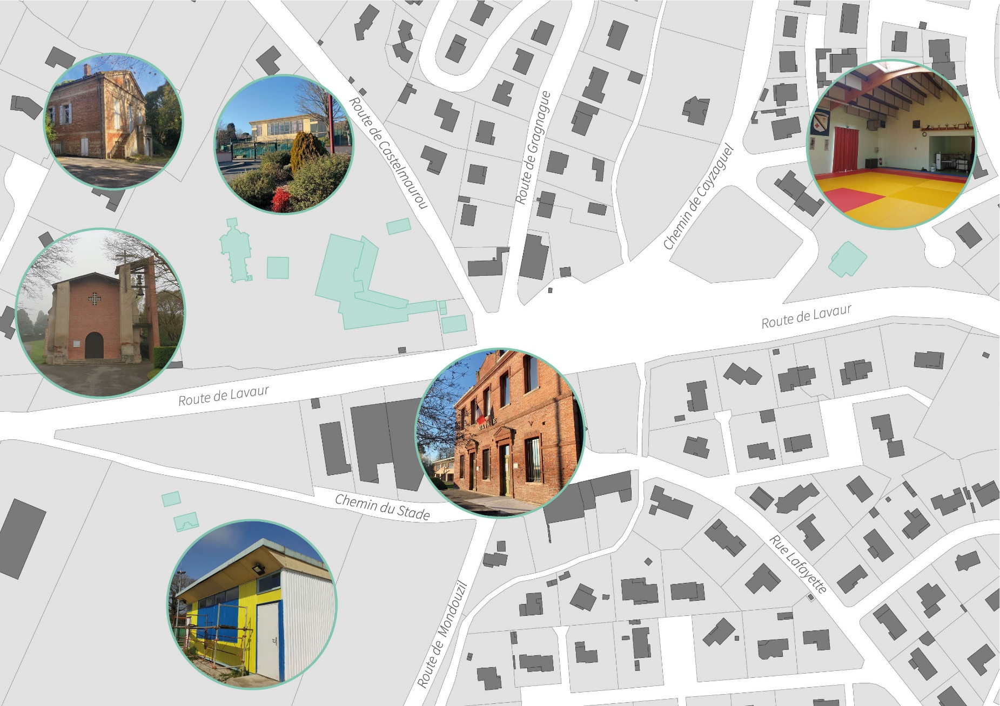 Route de Castelmaurou
Route de Gragnague
Chemin de Cayzaguel
Route de Lavaur
Route de Lavaur
MAIRIE
Chemin du Stade
Rue Lafayette
Route de Mondouzil